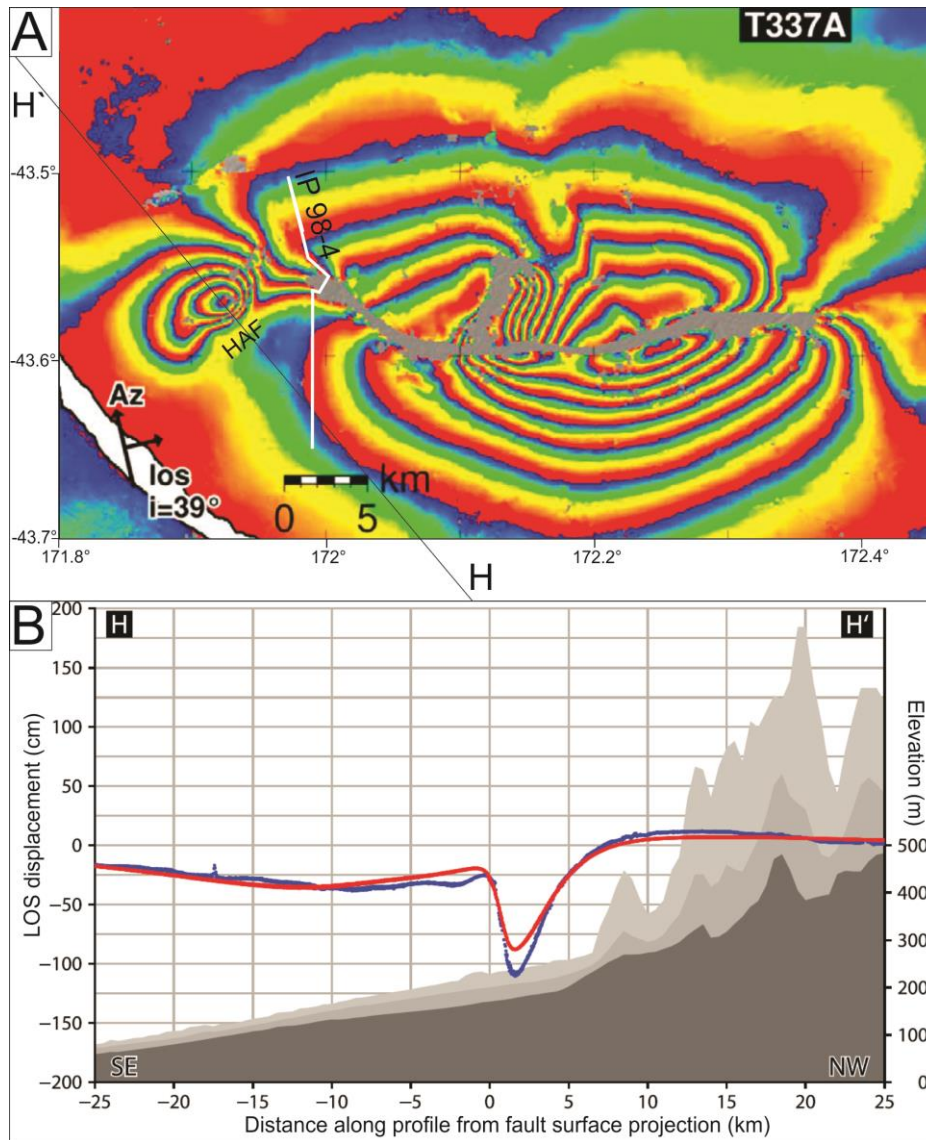 A
T337A
H`
-43.5°
IP 98-4
HAF
-43.6°
Az
los
i=39°
km
0 5
-43.7°
171.8° 172° 172.2° 172.4°
H
B
H H′
200
150
100
50
0
−50
−100
−150
−200
LOS displacement (cm)
500
400
300
200
100
0
Elevation (m)
SE NW
−25 −20 −15 −10 −5 0 5 10 15 20 25
Distance along profile from fault surface projection (km)